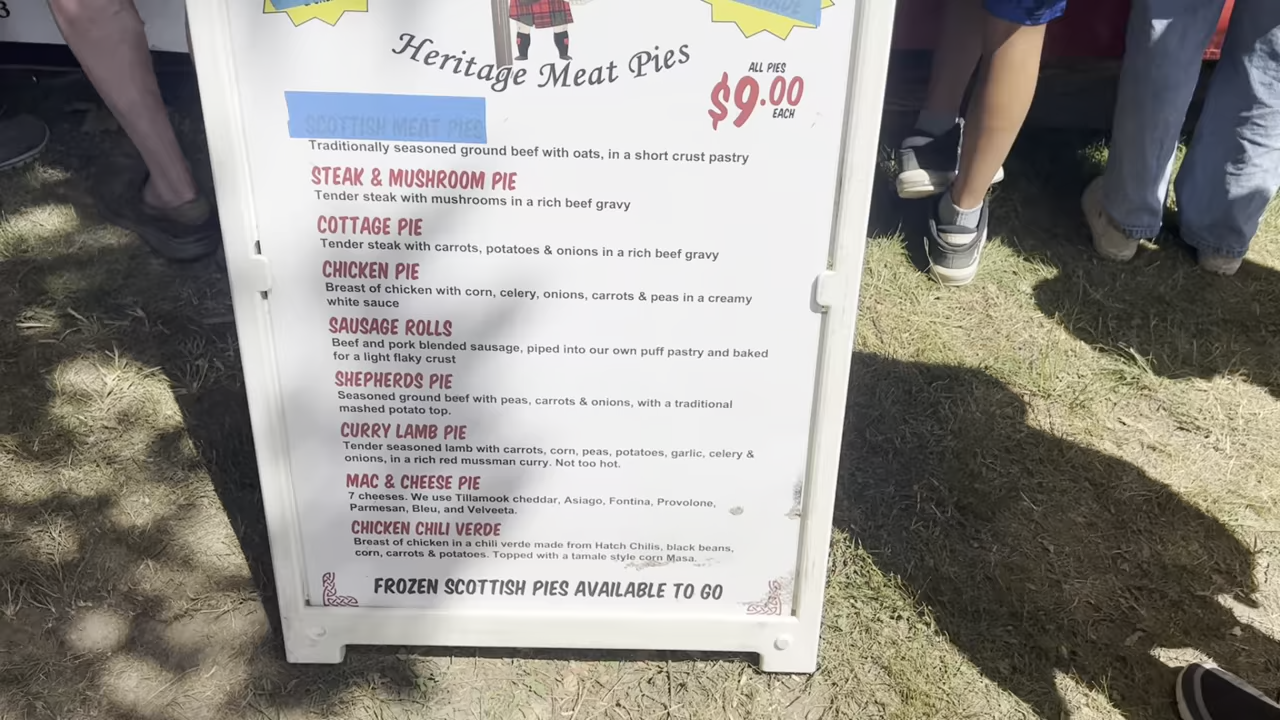 Heritage Meat Pies
ALL PIES
$9.00
EACH
SCOTTISH MEAT PIES
Traditionally seasoned ground beef with oats, in a short crust pastry
STEAK & MUSHROOM PIE
Tender steak with mushrooms in a rich beef gravy
COTTAGE PIE
Tender steak with carrots, potatoes & onions in a rich beef gravy
CHICKEN PIE
Breast of chicken with corn, celery, onions, carrots & peas in a creamy
white sauce
SAUSAGE ROLLS
Beef and pork blended sausage, piped into our own puff pastry and baked
for a light flaky crust
SHEPHERDS PIE
Seasoned ground beef with peas, carrots & onions, with a traditional
mashed potato top.
CURRY LAMB PIE
Tender seasoned lamb with carrots, corn, peas, potatoes, garlic, celery &
onions, in a rich red mussman curry. Not too hot.
MAC & CHEESE PIE
7 cheeses. We use Tillamook cheddar, Asiago, Fontina, Provolone,
Parmesan, Bleu, and Velveeta.
CHICKEN CHILI VERDE
Breast of chicken in a chili verde made from Hatch Chilis, black beans,
corn, carrots & potatoes. Topped with a tamale style corn Masa.
FROZEN SCOTTISH PIES AVAILABLE TO GO